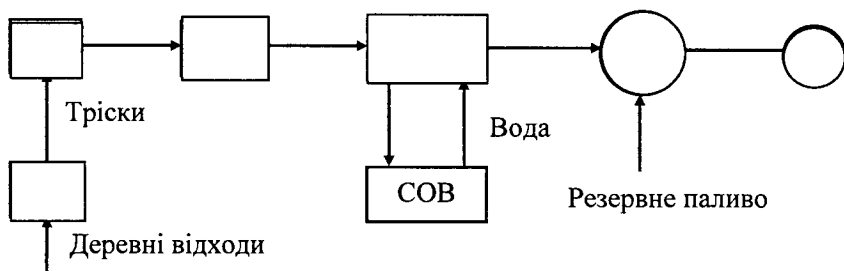 Тріски
Вода
СОВ
Резервне паливо
Деревні відходи